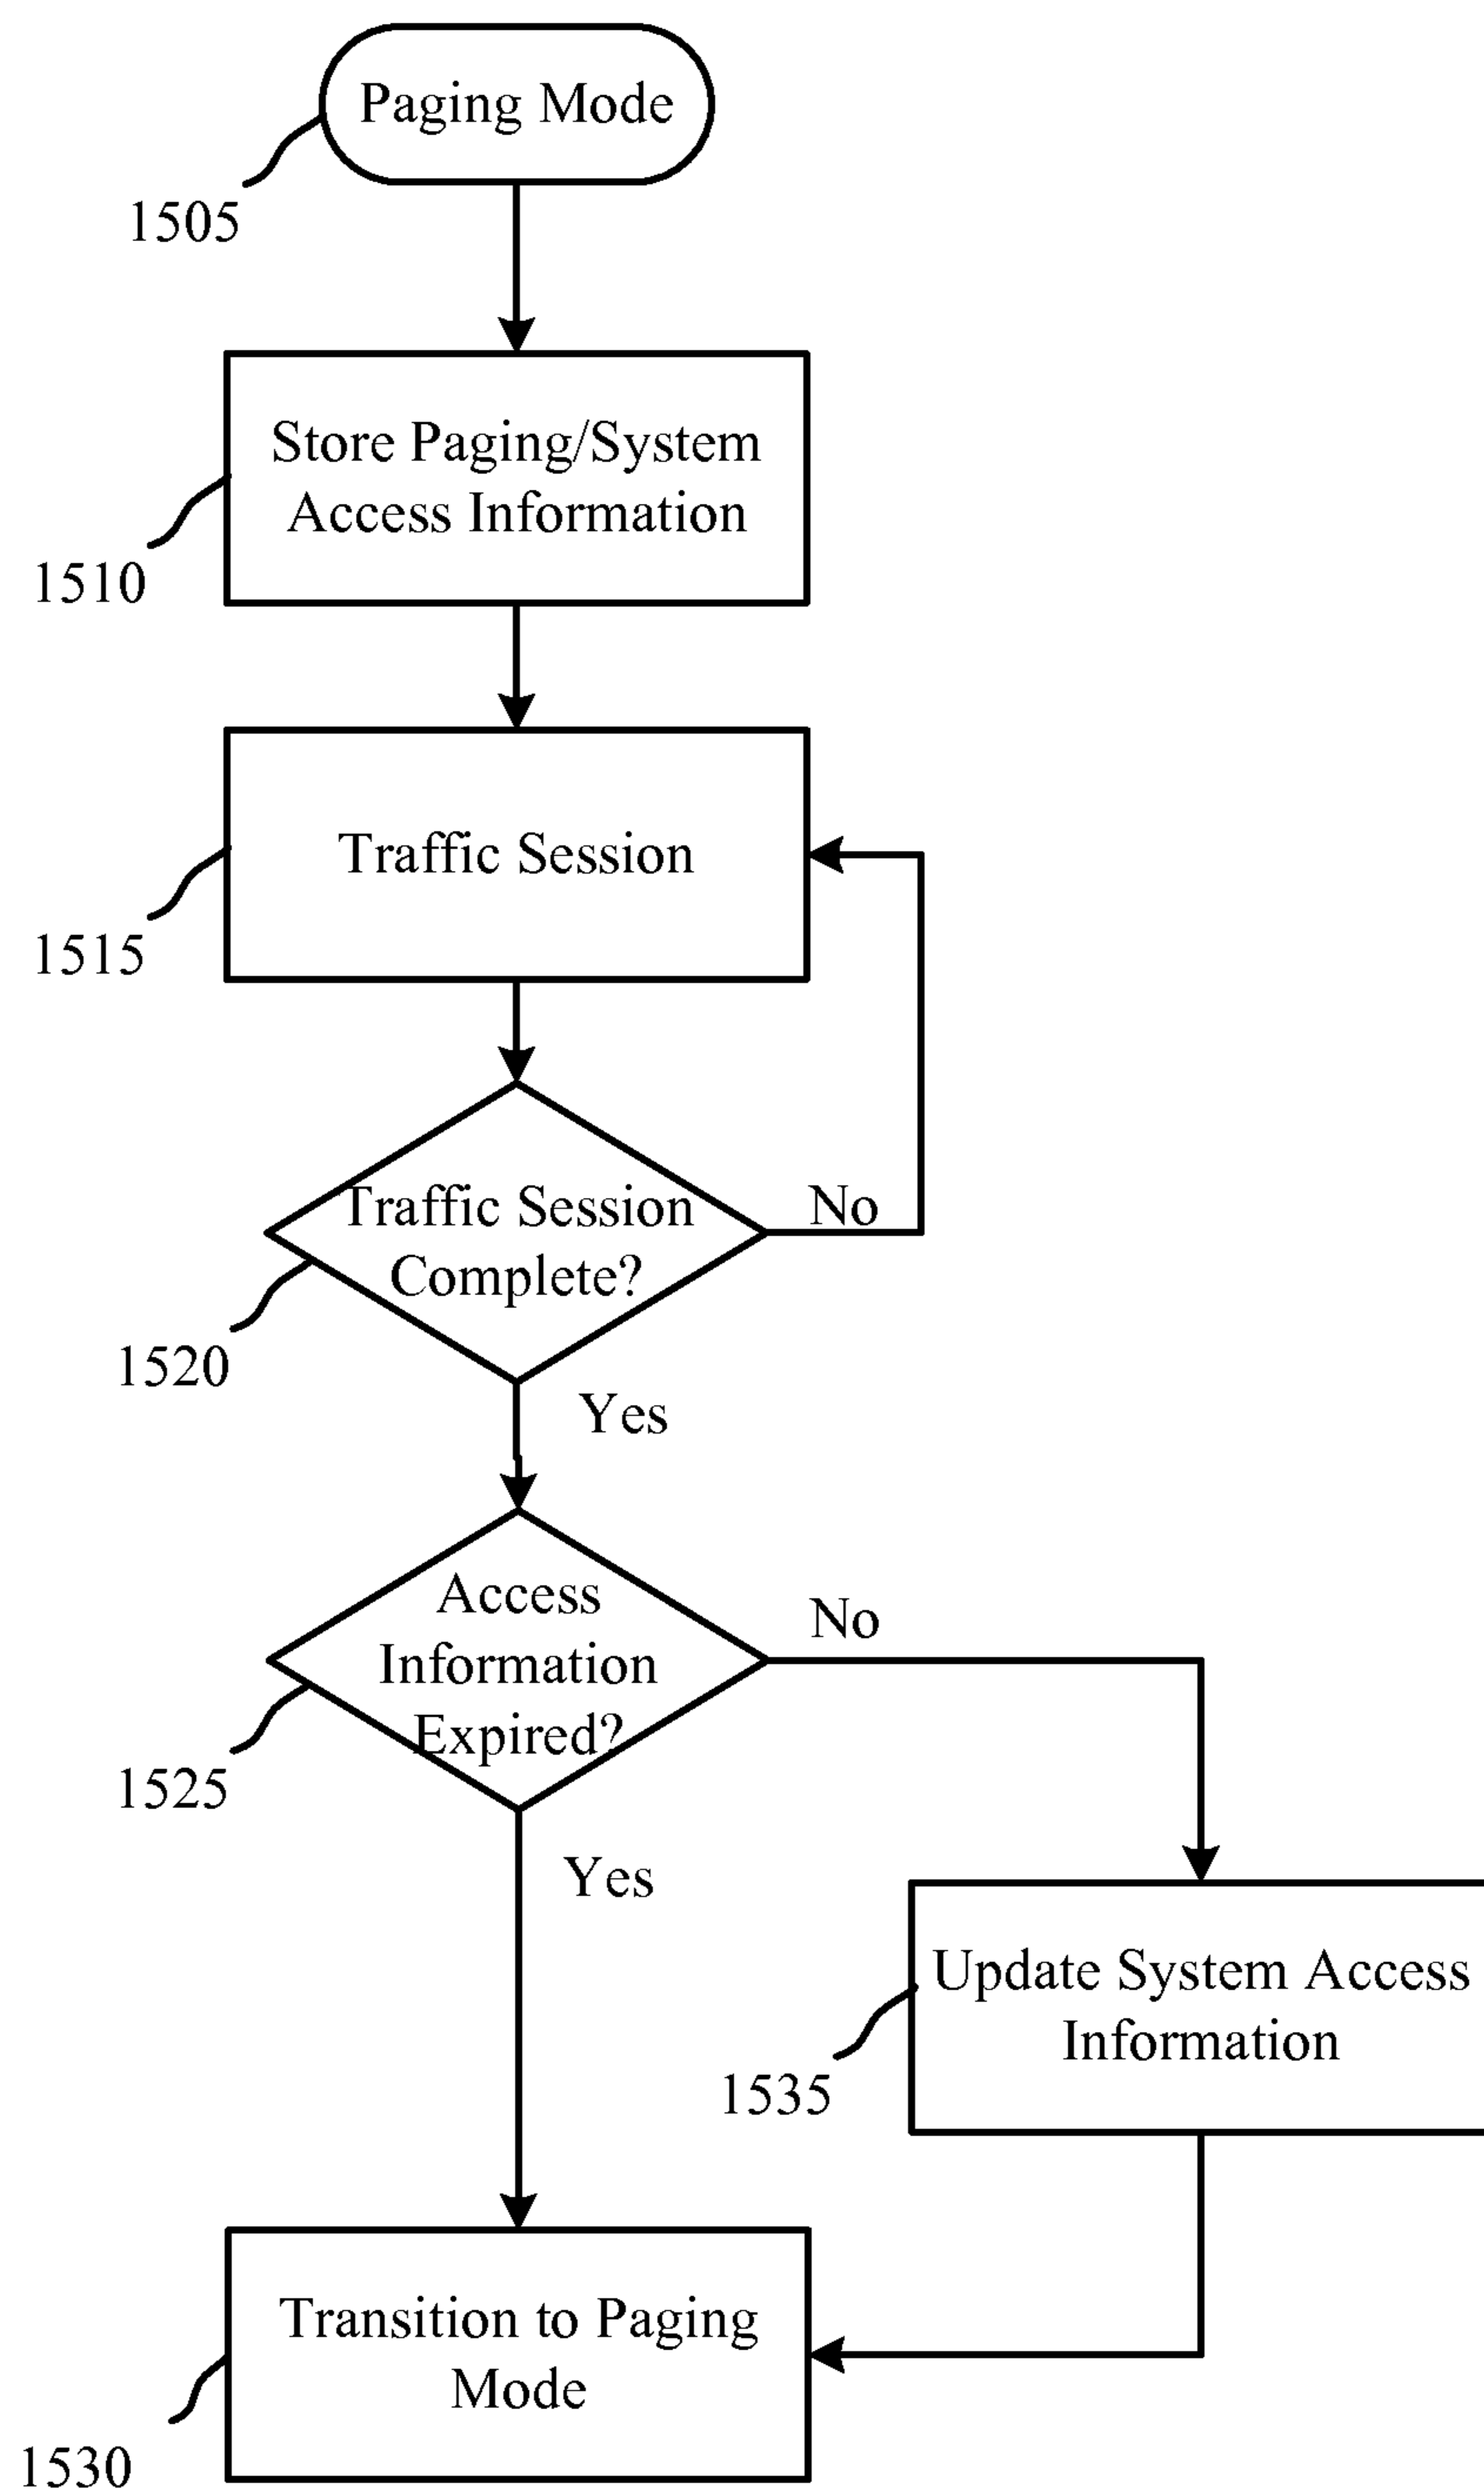 Paging Mode
1505
Store Paging/System
Access Information
1510
Traffic Session
1515
Traffic Session
Complete?
No
1520
Yes
Access
Information
Expired?
No
1525
Yes
Update System Access
Information
1535
Transition to Paging
Mode
1530